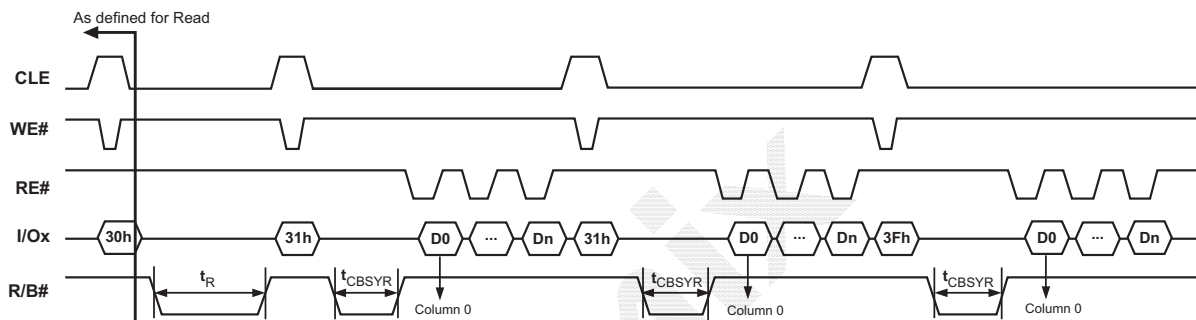 As defined for Read
CLE
WE#
RE#
I/Ox 30h 31h D0 ... Dn 31h D0 ... Dn 3Fh D0 ... Dn
R/B# tR tCBSYR tCBSYR tCBSYR
Column 0 Column 0 Column 0